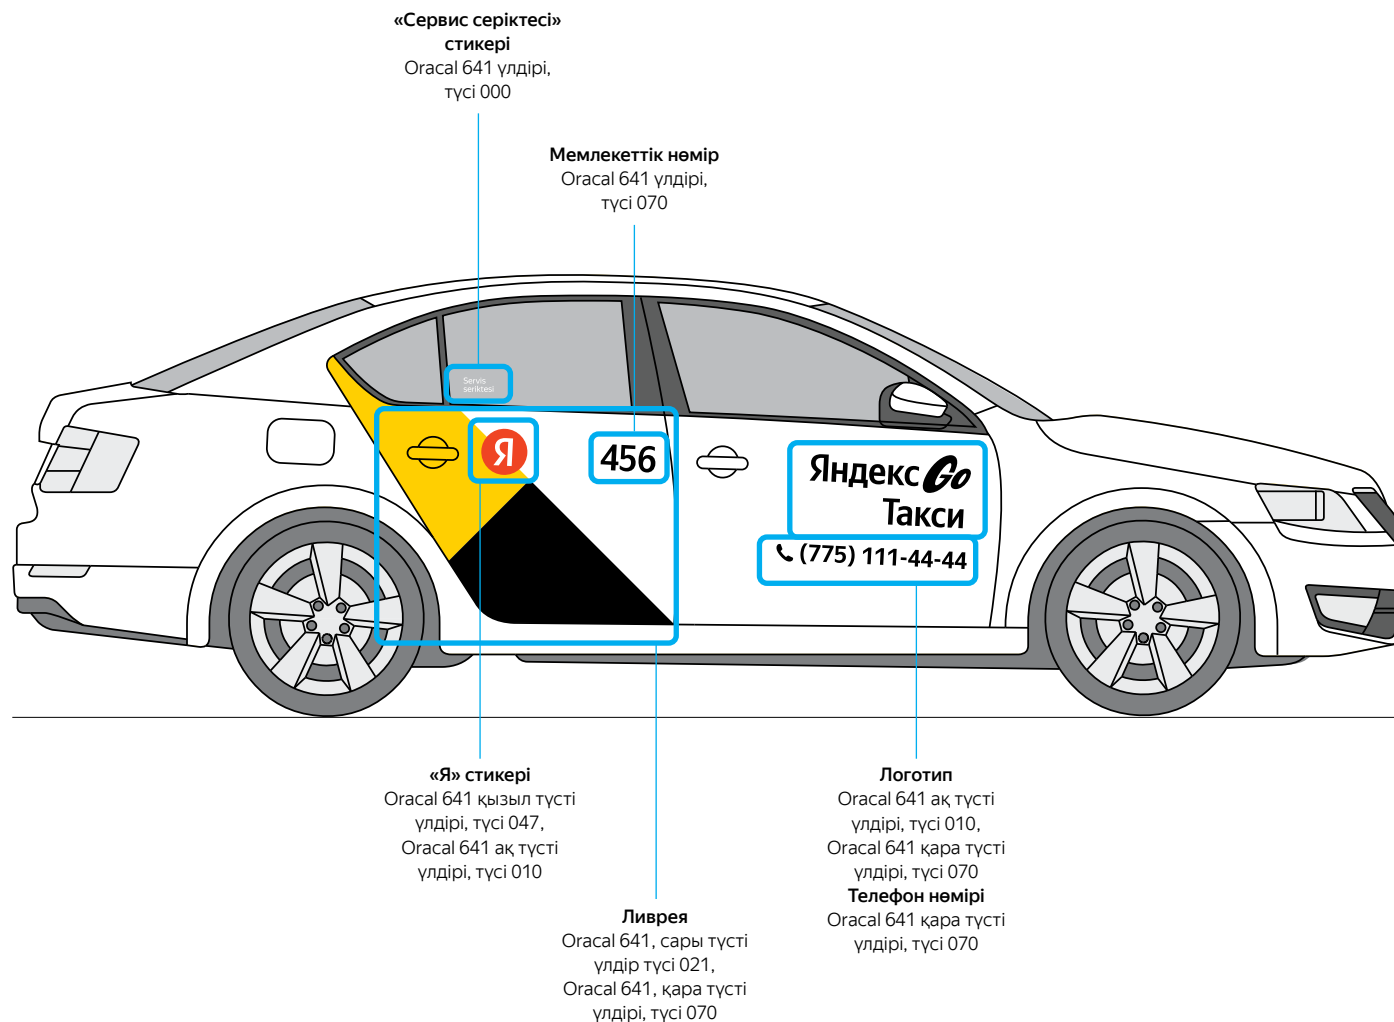 «Сервис серіктесі»
стикері
Oracal 641 үлдірі,
түсі 000
Мемлекеттік нөмір
Oracal 641 үлдірі,
түсі 070
Servis
seriktesi
Я
456
Яндекс Go
Такси
(775) 111-44-44
«Я» стикері
Oracal 641 қызыл түсті
үлдірі, түсі 047,
Oracal 641 ақ түсті
үлдірі, түсі 010
Ливрея
Oracal 641, сары түсті
үлдір түсі 021,
Oracal 641, қара түсті
үлдірі, түсі 070
Логотип
Oracal 641 ақ түсті
үлдірі, түсі 010,
Oracal 641 қара түсті
үлдірі, түсі 070
Телефон нөмірі
Oracal 641 қара түсті
үлдірі, түсі 070